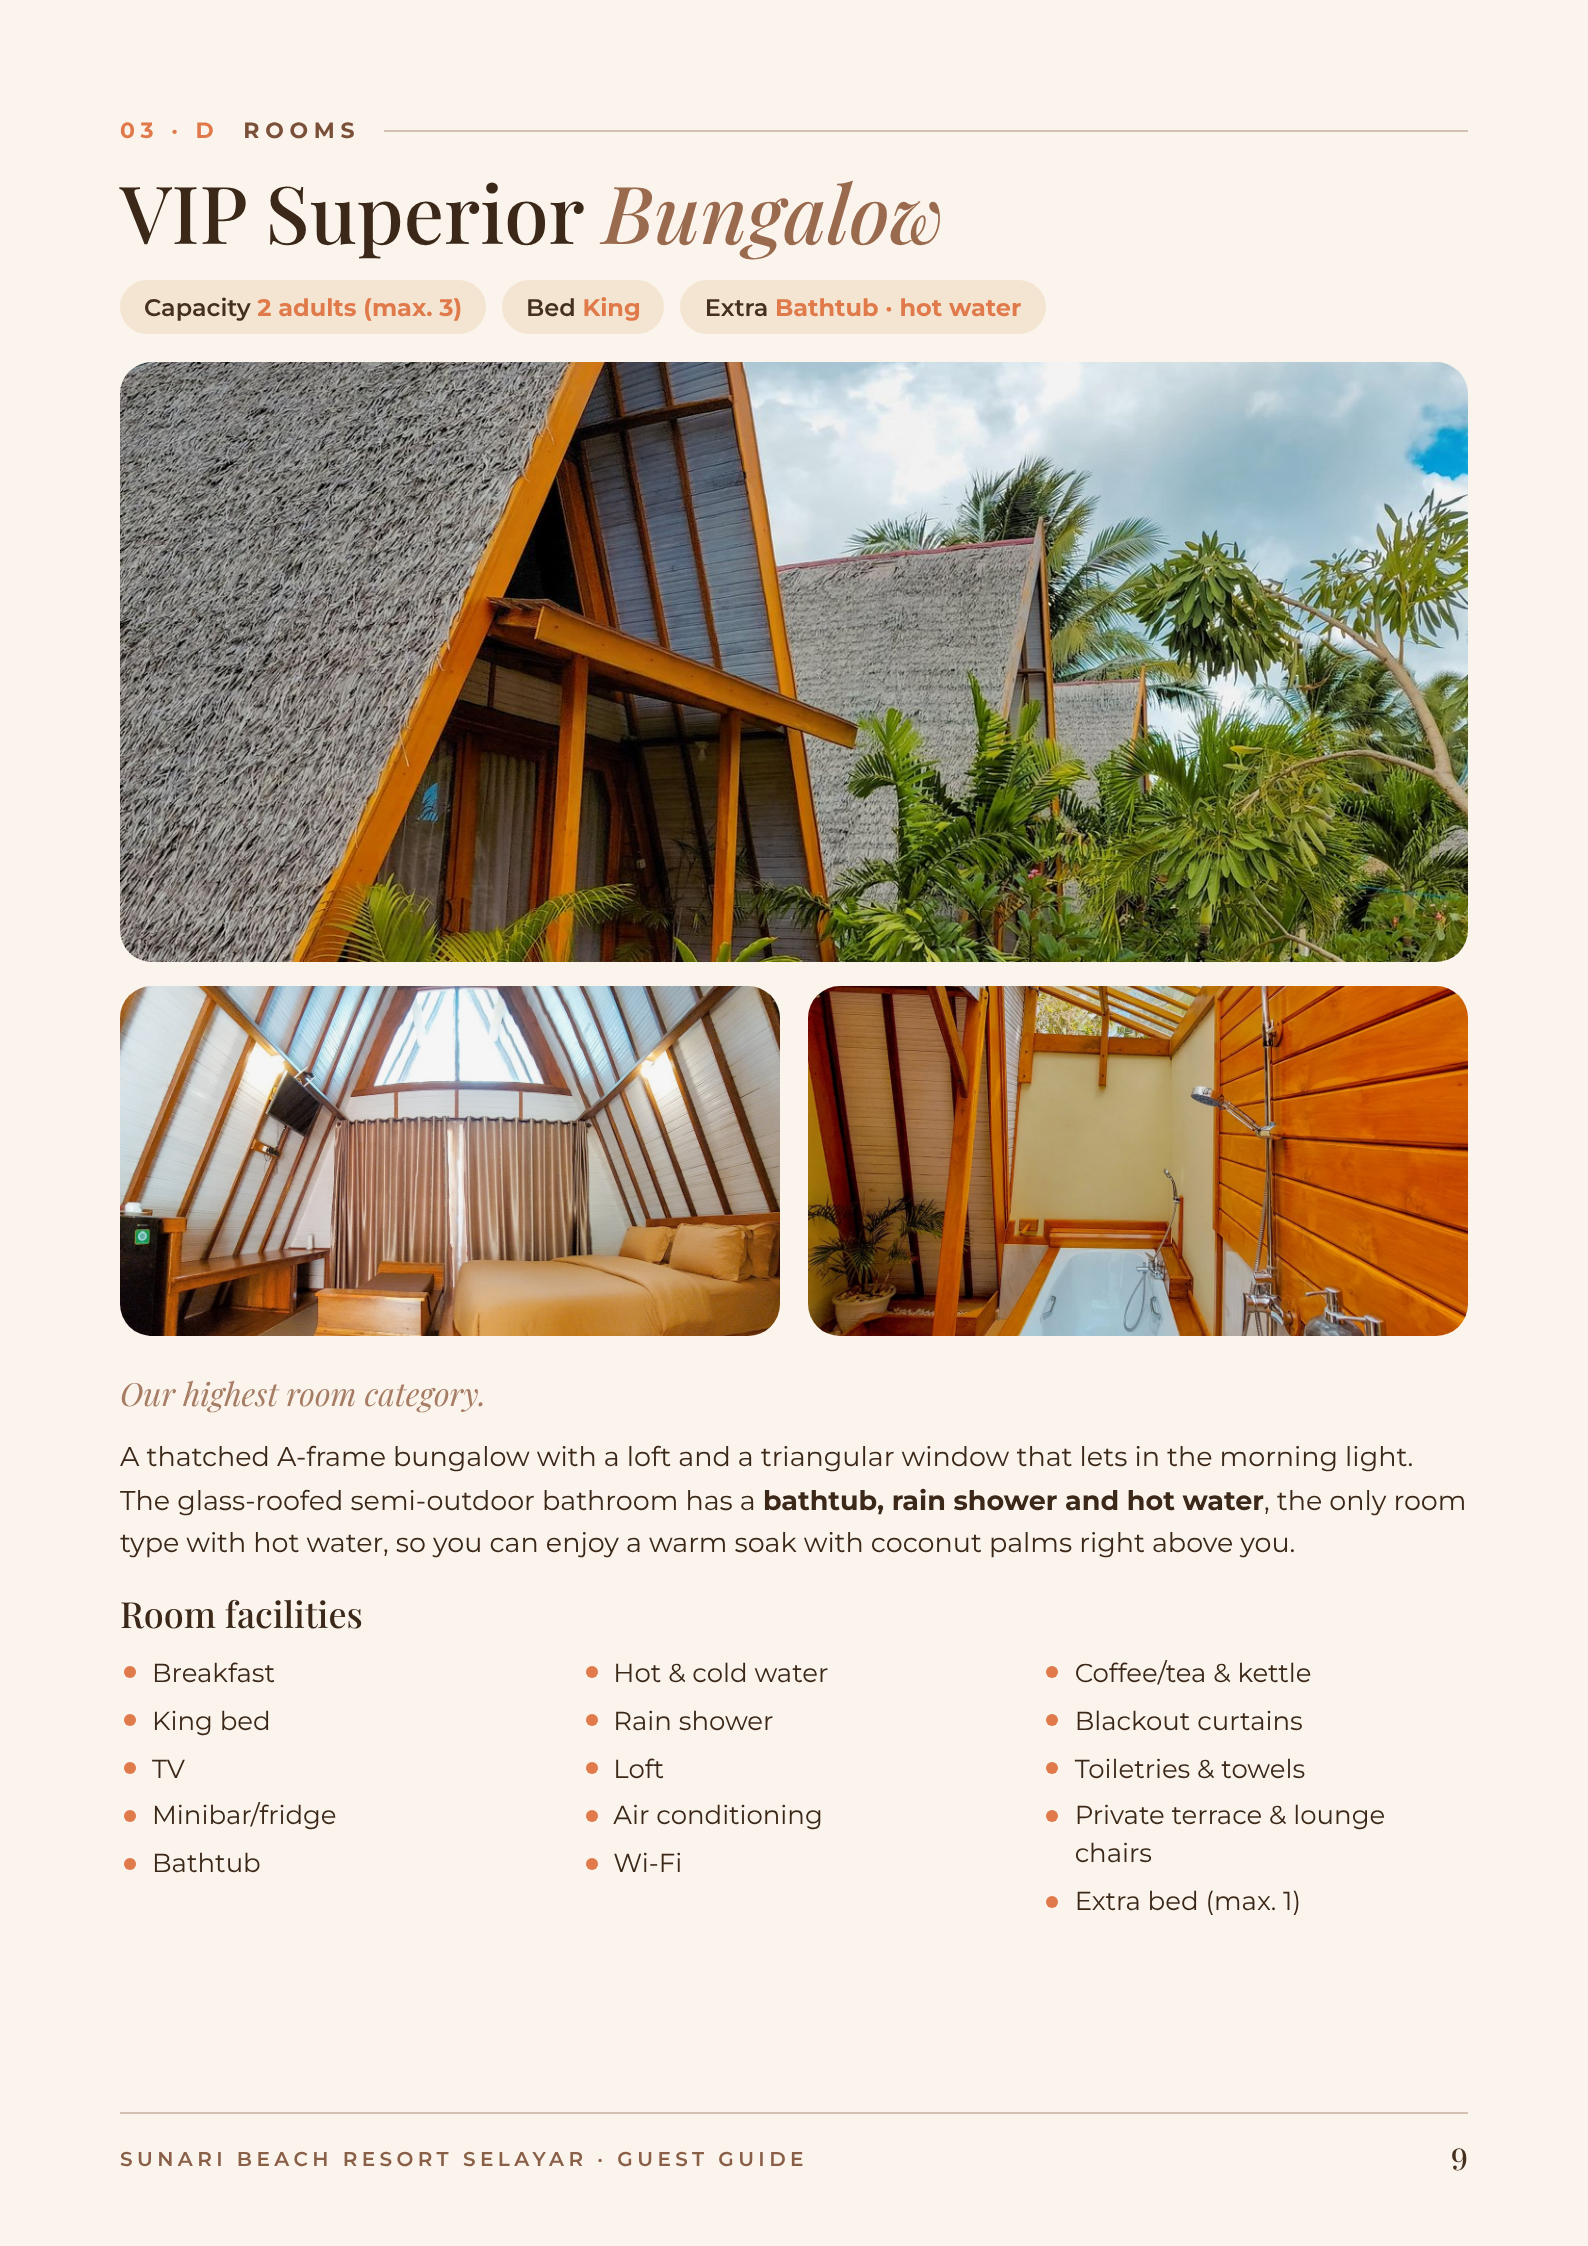 03 · D ROOMS
VIP Superior Bungalow
Capacity 2 adults (max. 3)
Bed King
Extra Bathtub · hot water
Our highest room category.
A thatched A-frame bungalow with a loft and a triangular window that lets in the morning light.
The glass-roofed semi-outdoor bathroom has a bathtub, rain shower and hot water, the only room
type with hot water, so you can enjoy a warm soak with coconut palms right above you.
Room facilities
Breakfast
King bed
TV
Minibar/fridge
Bathtub
Hot & cold water
Rain shower
Loft
Air conditioning
Wi-Fi
Coffee/tea & kettle
Blackout curtains
Toiletries & towels
Private terrace & lounge
chairs
Extra bed (max. 1)
SUNARI BEACH RESORT SELAYAR · GUEST GUIDE
9